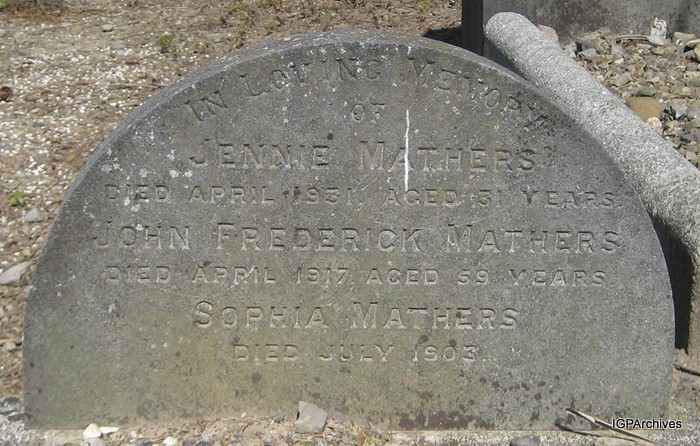 IN LOVING MEMORY
OF
JENNIE MATHERS
DIED APRIL 1931. AGED 51 YEARS.
JOHN FREDERICK MATHERS
DIED APRIL 1917, AGED 59 YEARS.
SOPHIA MATHERS
DIED JULY 1903.
IGPArchives